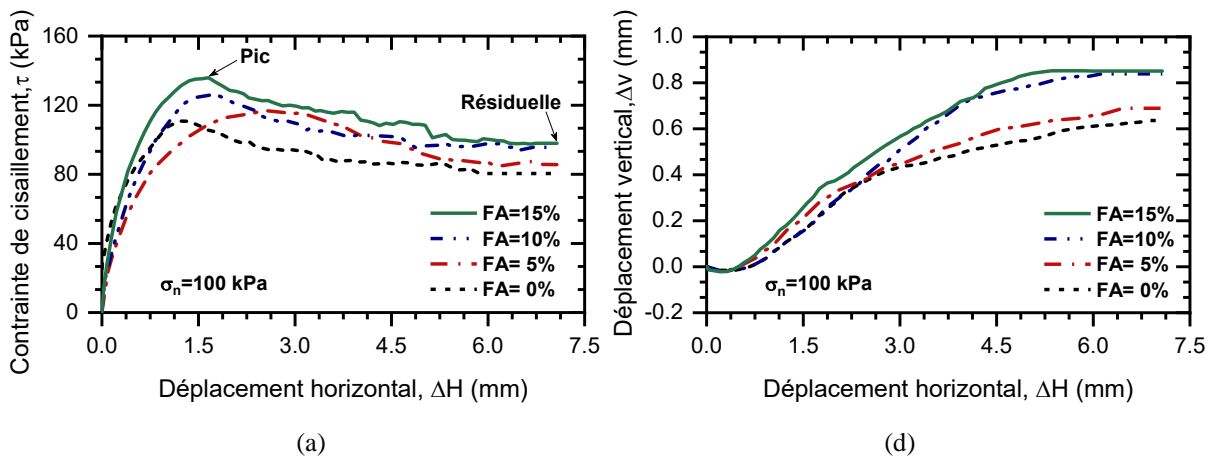 160
120
80
40
0
Contrainte de cisaillement,τ (kPa)
Pic
Résiduelle
FA=15%
FA=10%
FA= 5%
FA= 0%
σn=100 kPa
0.0 1.5 3.0 4.5 6.0 7.5
Déplacement horizontal, ΔH (mm)
(a)
1.0
0.8
0.6
0.4
0.2
0.0
-0.2
Déplacement vertical,Δv (mm)
FA=15%
FA=10%
FA= 5%
FA= 0%
σn=100 kPa
0.0 1.5 3.0 4.5 6.0 7.5
Déplacement horizontal, ΔH (mm)
(d)